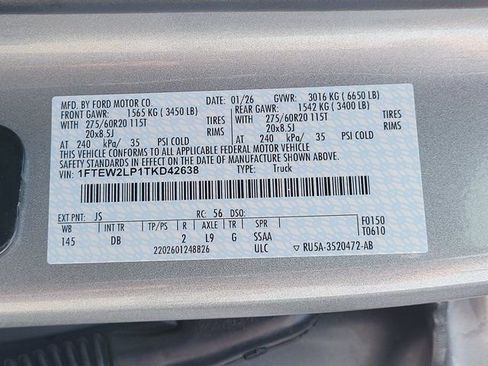 MFD. BY FORD MOTOR CO. DATE: 01/26 GVWR: 3016 KG ( 6650 LB)
FRONT GAWR: 1565 KG ( 3450 LB) REAR GAWR: 1542 KG ( 3400 LB)
WITH 275/60R20 115T TIRES WITH 275/60R20 115T TIRES
20x8.5J RIMS 20x8.5J RIMS
AT 240 kPa/ 35 PSI COLD AT 240 kPa/ 35 PSI COLD
THIS VEHICLE CONFORMS TO ALL APPLICABLE FEDERAL MOTOR VEHICLE
SAFETY STANDARDS IN EFFECT ON THE DATE OF MANUFACTURE SHOWN ABOVE.
VIN: 1FTEW2LP1TKD42638 TYPE: Truck
EXT PNT: JS RC: 56 DSO: F0150
WB INT TR TP/PS R AXLE TR SPR T0610
145 DB 2 L9 G SSAA
2202601248826 ULC RU5A-3520472-AB